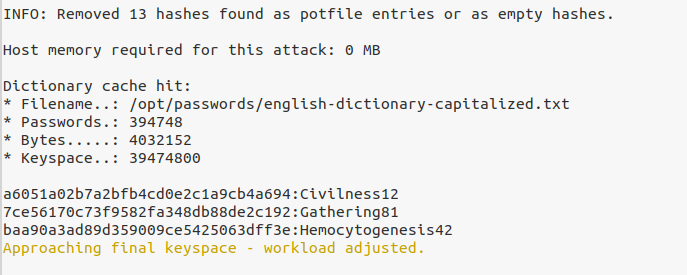 INFO: Removed 13 hashes found as potfile entries or as empty hashes.
Host memory required for this attack: 0 MB
Dictionary cache hit:
* Filename..: /opt/passwords/english-dictionary-capitalized.txt
* Passwords.: 394748
* Bytes.....: 4032152
* Keyspace..: 39474800
a6051a02b7a2bfb4cd0e2c1a9cb4a694:Civilness12
7ce56170c73f9582fa348db88de2c192:Gathering81
baa90a3ad89d359009ce5425063dff3e:Hemocytogenesis42
Approaching final keyspace - workload adjusted.